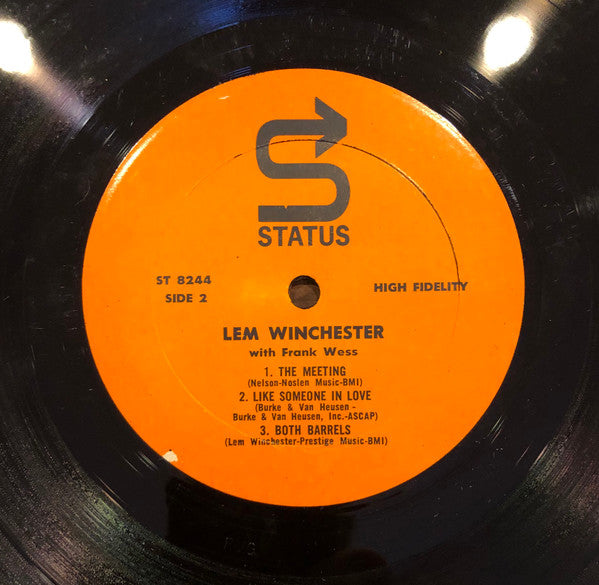 STATUS
ST 8244
SIDE 2
HIGH FIDELITY
LEM WINCHESTER
with Frank Wess
1. THE MEETING
(Nelson-Noslen Music-BMI)
2. LIKE SOMEONE IN LOVE
(Burke & Van Heusen -
Burke & Van Heusen, Inc.-ASCAP)
3. BOTH BARRELS
(Lem Winchester-Prestige Music-BMI)